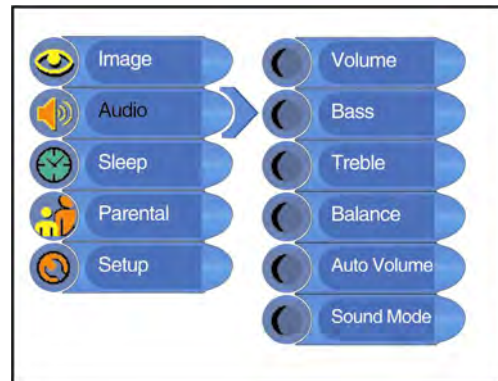 Image
Audio
Sleep
Parental
Setup
Volume
Bass
Treble
Balance
Auto Volume
Sound Mode